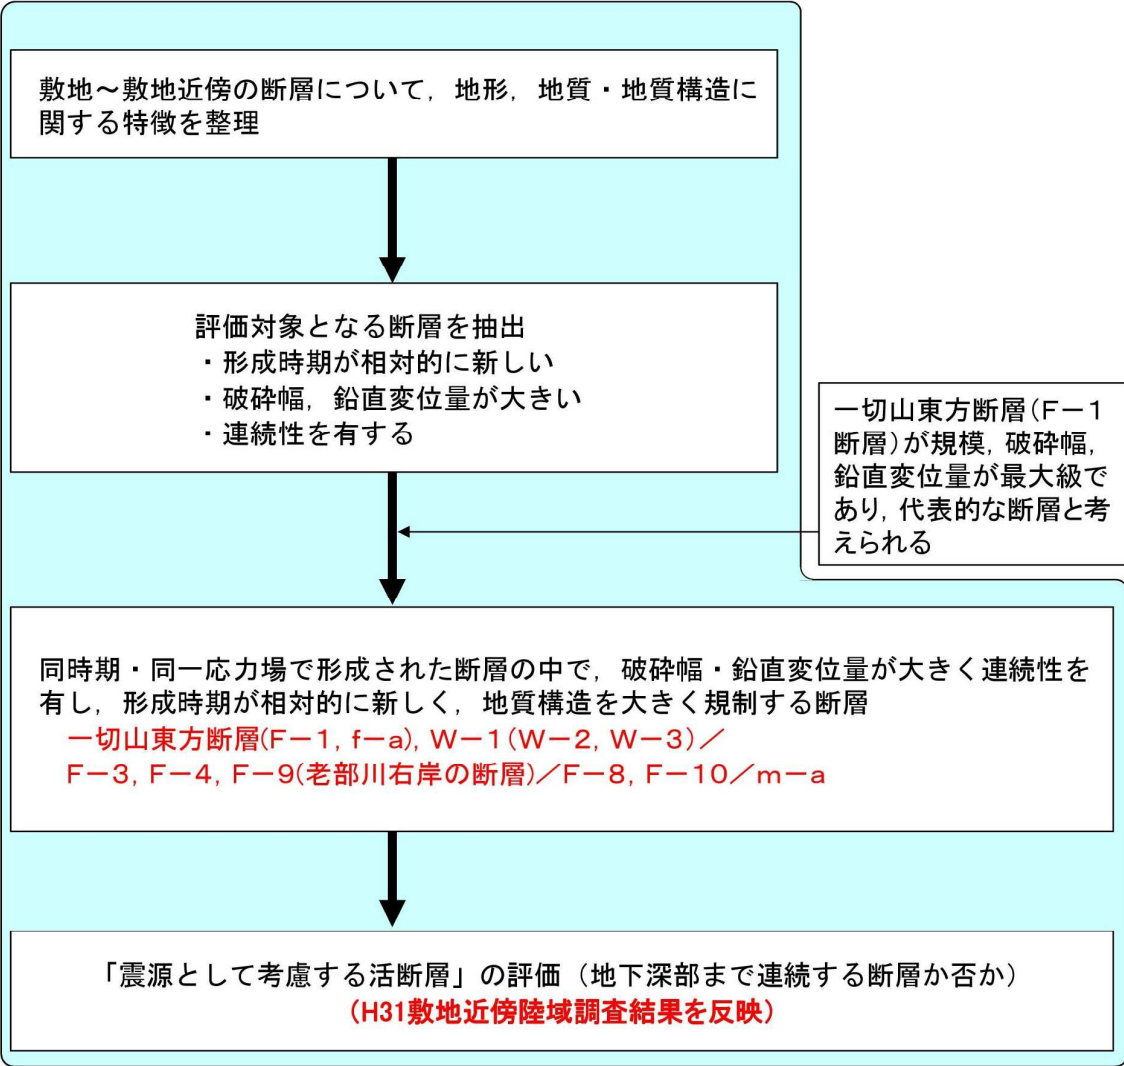 敷地～敷地近傍の断層について，地形，地質・地質構造に
関する特徴を整理
評価対象となる断層を抽出
・形成時期が相対的に新しい
・破砕幅，鉛直変位量が大きい
・連続性を有する
一切山東方断層（Ｆ－１
断層）が規模，破砕幅，
鉛直変位量が最大級で
あり，代表的な断層と考
えられる
同時期・同一応力場で形成された断層の中で，破砕幅・鉛直変位量が大きく連続性を
有し，形成時期が相対的に新しく，地質構造を大きく規制する断層
一切山東方断層(Ｆ－１，ｆ－ａ)，Ｗ－１（Ｗ－２，Ｗ－３）／
Ｆ－３，Ｆ－４，Ｆ－９(老部川右岸の断層)／Ｆ－８，Ｆ－１０／ｍ－ａ
「震源として考慮する活断層」の評価（地下深部まで連続する断層か否か）
（H31敷地近傍陸域調査結果を反映）